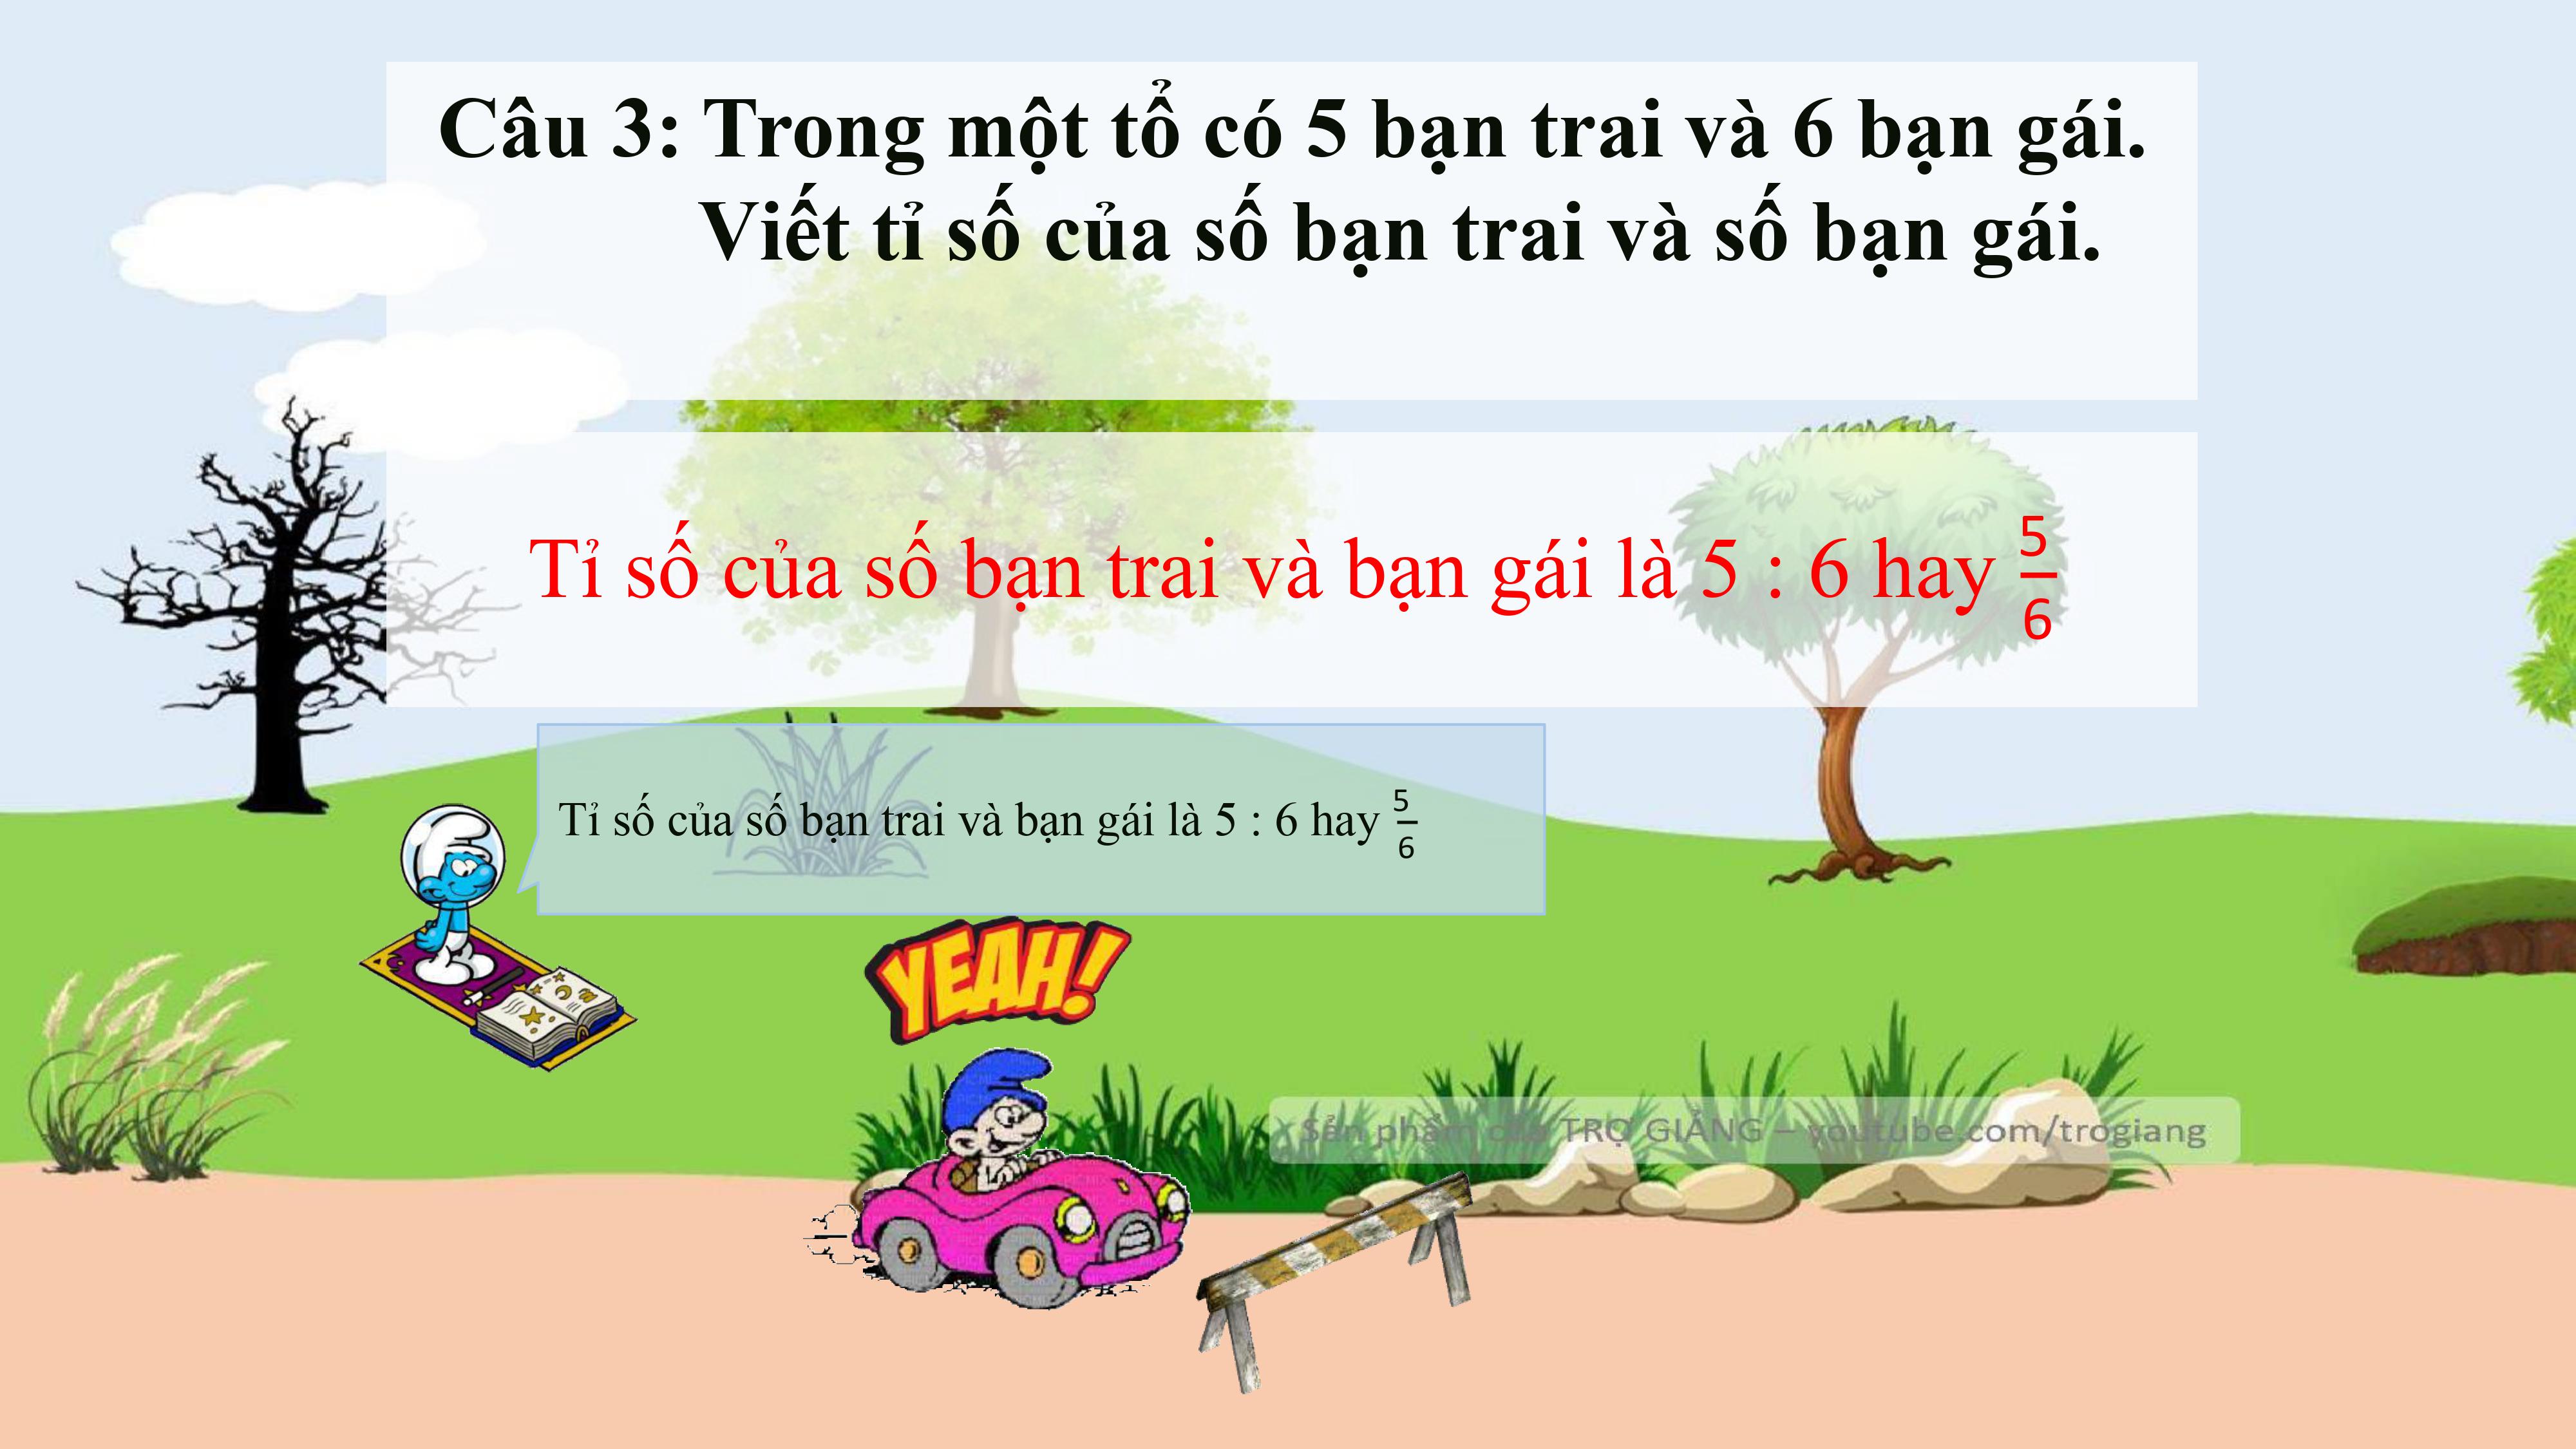 Câu 3: Trong một tổ có 5 bạn trai và 6 bạn gái.
Viết tỉ số của số bạn trai và số bạn gái.
Tỉ số của số bạn trai và bạn gái là 5 : 6 hay 5/6
Tỉ số của số bạn trai và bạn gái là 5 : 6 hay 5/6
YEAH!
Sản phẩm của TRỢ GIẢNG – youtube.com/trogiang